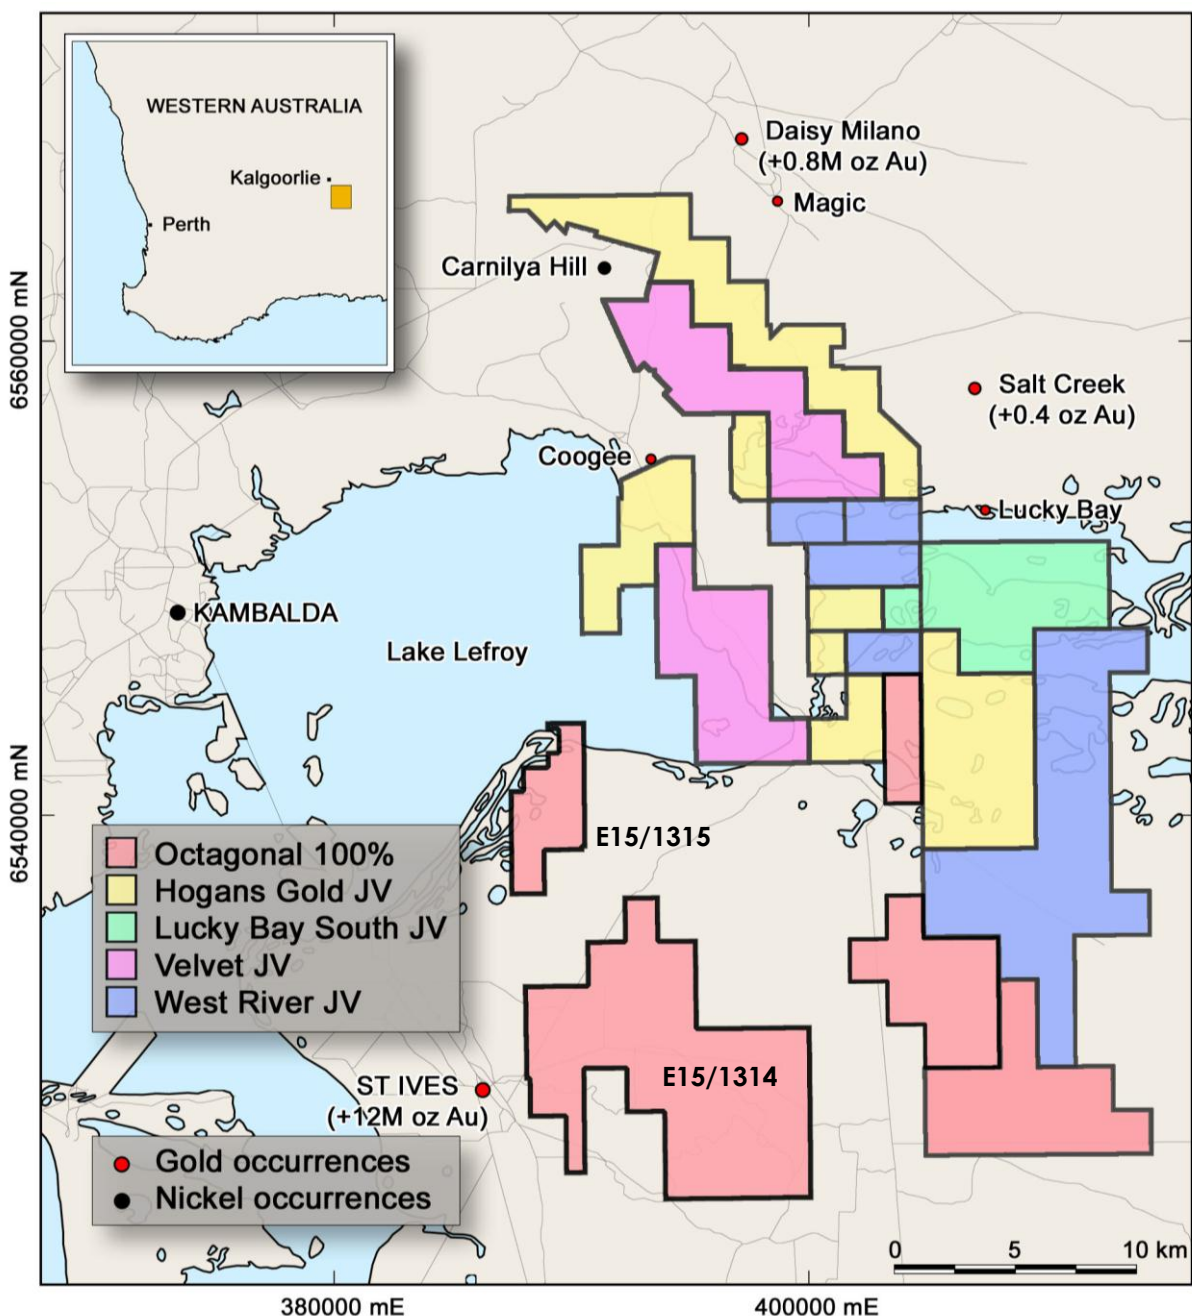 WESTERN AUSTRALIA
Kalgoorlie
Perth
Daisy Milano
(+0.8M oz Au)
Magic
Carnilya Hill
6560000 mN
Salt Creek
(+0.4 oz Au)
Coogee
Lucky Bay
KAMBALDA
Lake Lefroy
6540000 mN
E15/1315
Octagonal 100%
Hogans Gold JV
Lucky Bay South JV
Velvet JV
West River JV
E15/1314
ST IVES
(+12M oz Au)
Gold occurrences
Nickel occurrences
0 5 10 km
380000 mE 400000 mE